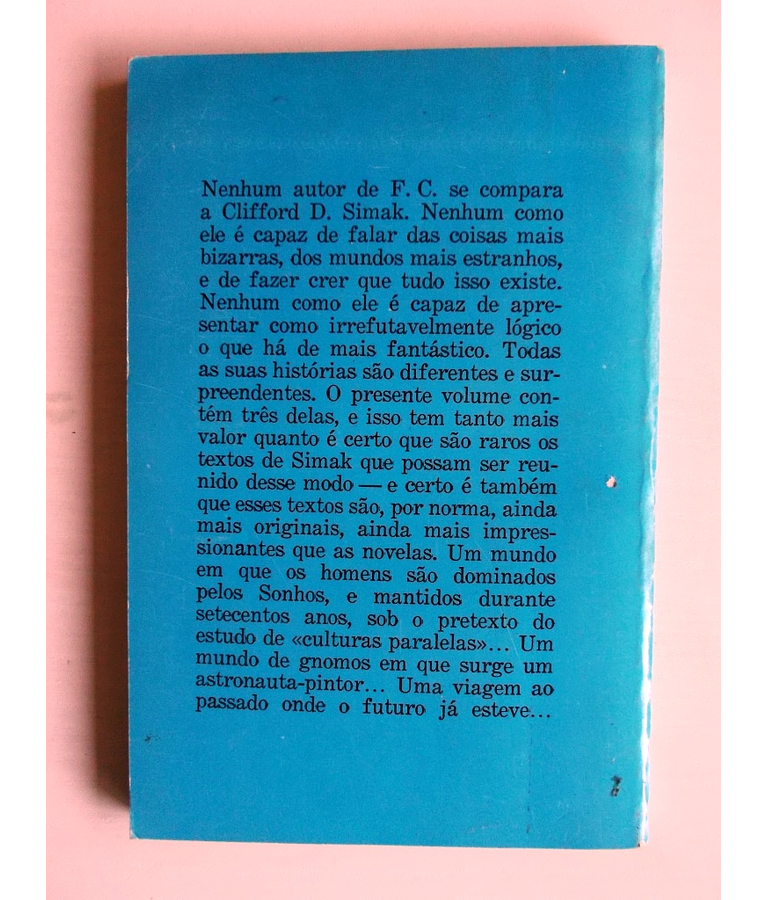 Nenhum autor de F. C. se compara
a Clifford D. Simak. Nenhum como
ele é capaz de falar das coisas mais
bizarras, dos mundos mais estranhos,
e de fazer crer que tudo isso existe.
Nenhum como ele é capaz de apre-
sentar como irrefutavelmente lógico
o que há de mais fantástico. Todas
as suas histórias são diferentes e sur-
preendentes. O presente volume con-
tém três delas, e isso tem tanto mais
valor quanto é certo que são raros os
textos de Simak que possam ser reu-
nido desse modo — e certo é também
que esses textos são, por norma, ainda
mais originais, ainda mais impres-
sionantes que as novelas. Um mundo
em que os homens são dominados
pelos Sonhos, e mantidos durante
setecentos anos, sob o pretexto do
estudo de «culturas paralelas»... Um
mundo de gnomos em que surge um
astronauta-pintor... Uma viagem ao
passado onde o futuro já esteve...